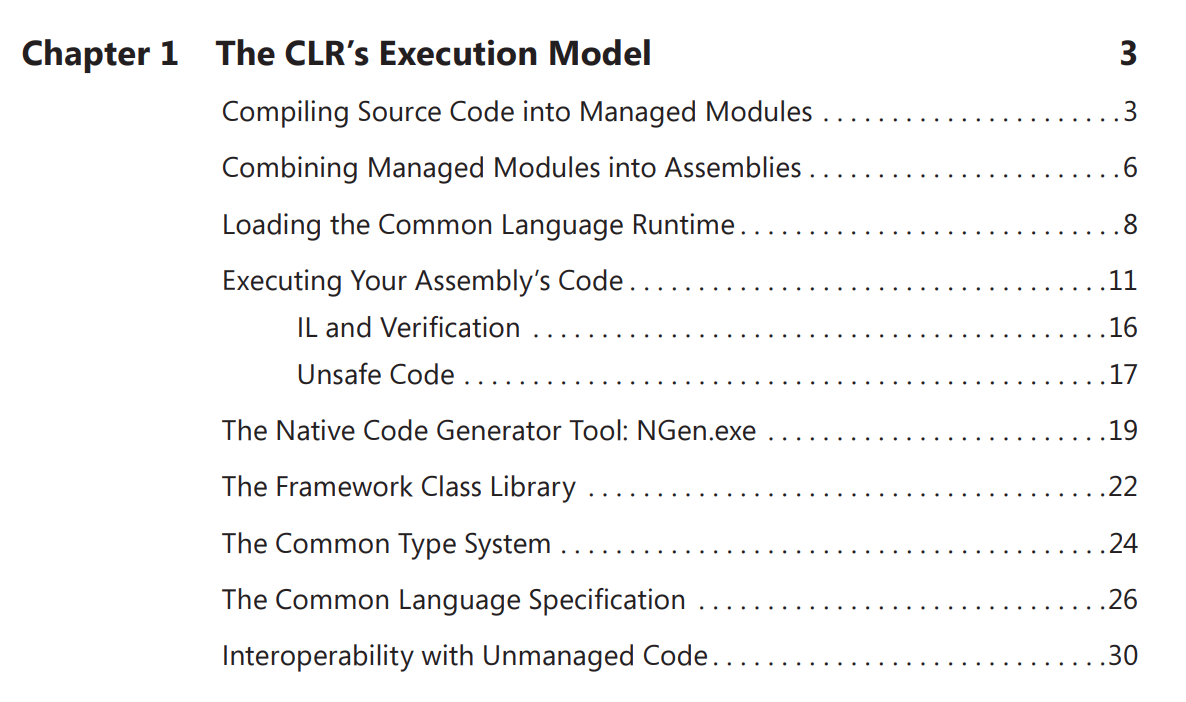 Chapter 1 The CLR’s Execution Model 3
Compiling Source Code into Managed Modules . . . . . . . . . . . . . . . . . . . . . . 3
Combining Managed Modules into Assemblies . . . . . . . . . . . . . . . . . . . . . . . 6
Loading the Common Language Runtime . . . . . . . . . . . . . . . . . . . . . . . . . . . . 8
Executing Your Assembly’s Code . . . . . . . . . . . . . . . . . . . . . . . . . . . . . . . . . . . 11
IL and Verification . . . . . . . . . . . . . . . . . . . . . . . . . . . . . . . . . . . . . . . . . . 16
Unsafe Code . . . . . . . . . . . . . . . . . . . . . . . . . . . . . . . . . . . . . . . . . . . . . . . 17
The Native Code Generator Tool: NGen.exe . . . . . . . . . . . . . . . . . . . . . . . . . 19
The Framework Class Library . . . . . . . . . . . . . . . . . . . . . . . . . . . . . . . . . . . . . . 22
The Common Type System . . . . . . . . . . . . . . . . . . . . . . . . . . . . . . . . . . . . . . . . 24
The Common Language Specification . . . . . . . . . . . . . . . . . . . . . . . . . . . . . . 26
Interoperability with Unmanaged Code . . . . . . . . . . . . . . . . . . . . . . . . . . . . . 30